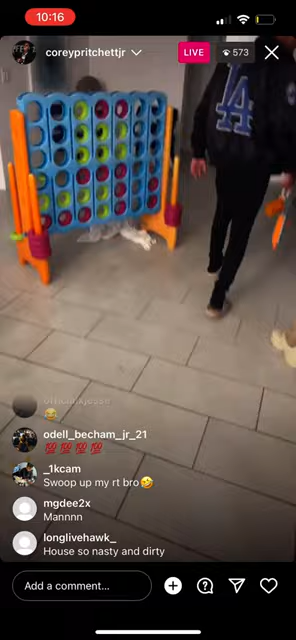 10:16
coreypritchettjr
LIVE
573
LA
😂
odell_becham_jr_21
💯💯💯💯
_1kcam
Swoop up my rt bro🤣
mgdee2x
Mannnn
longlivehawk_
House so nasty and dirty
Add a comment...